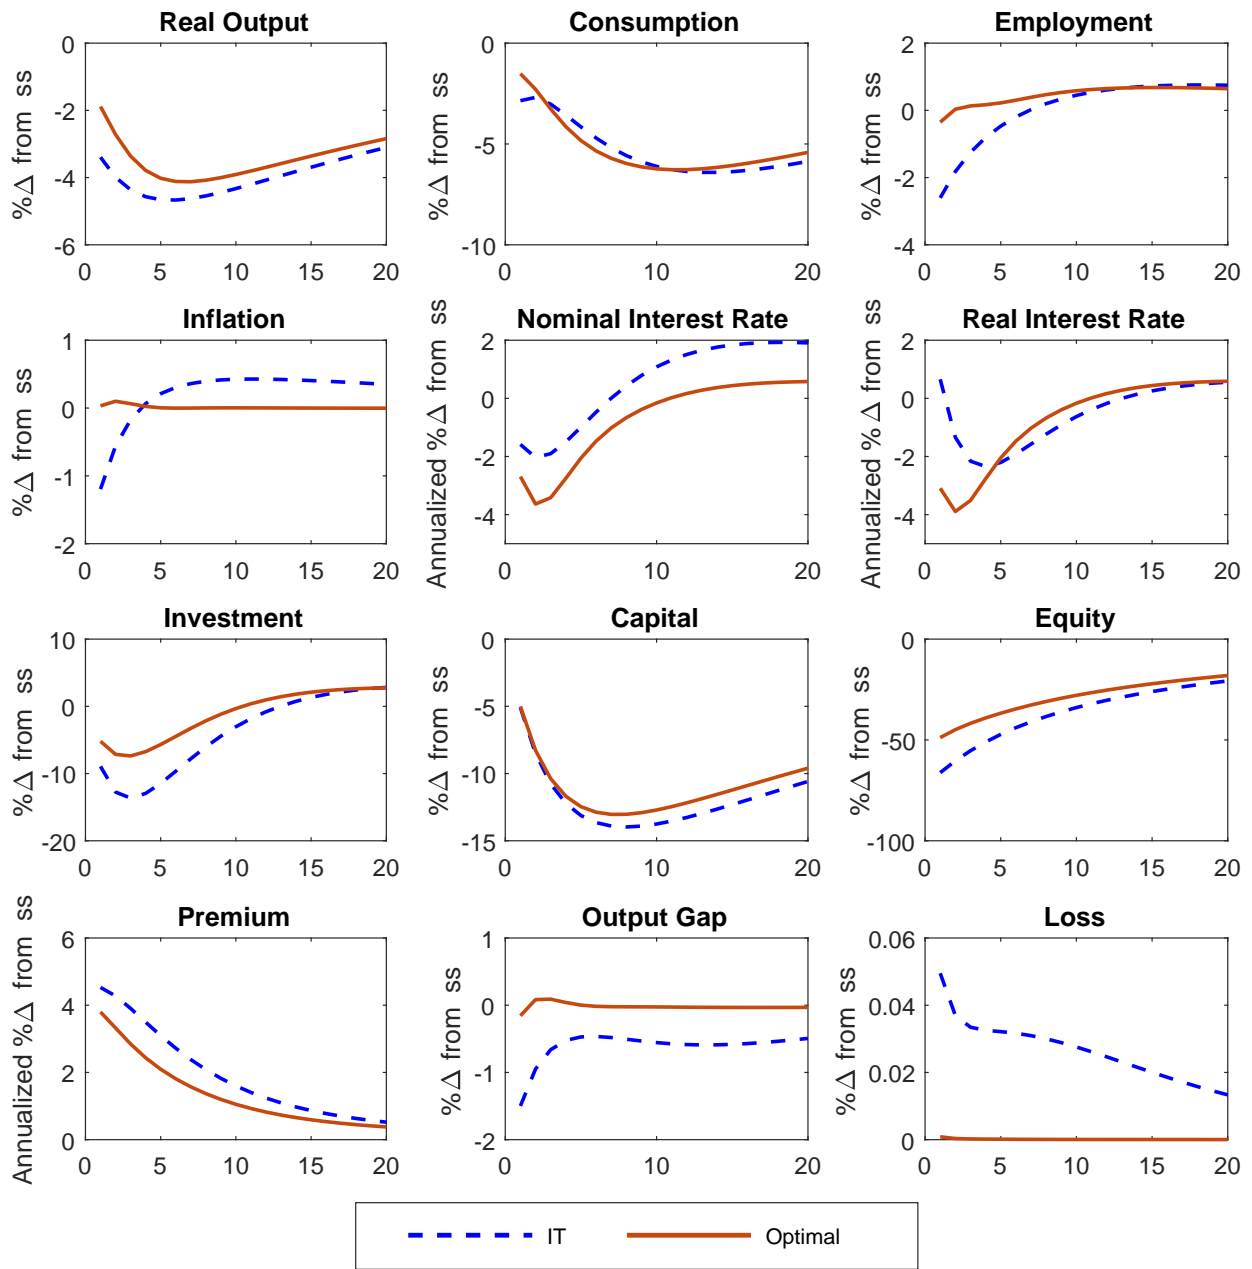 Real Output
Consumption
Employment
%Δ from ss
0
-2
-4
-6
0 5 10 15 20
%Δ from ss
0
-5
-10
0 10 20
%Δ from ss
2
0
-2
-4
0 5 10 15 20
Inflation
Nominal Interest Rate
Real Interest Rate
%Δ from ss
1
0
-1
-2
0 5 10 15 20
Annualized %Δ from ss
2
0
-2
-4
0 10 20
Annualized %Δ from ss
2
0
-2
-4
0 5 10 15 20
Investment
Capital
Equity
%Δ from ss
10
0
-10
-20
0 5 10 15 20
%Δ from ss
0
-5
-10
-15
0 10 20
%Δ from ss
0
-50
-100
0 5 10 15 20
Premium
Output Gap
Loss
Annualized %Δ from ss
6
4
2
0
0 5 10 15 20
%Δ from ss
1
0
-1
-2
0 10 20
%Δ from ss
0.06
0.04
0.02
0
0 5 10 15 20
IT Optimal